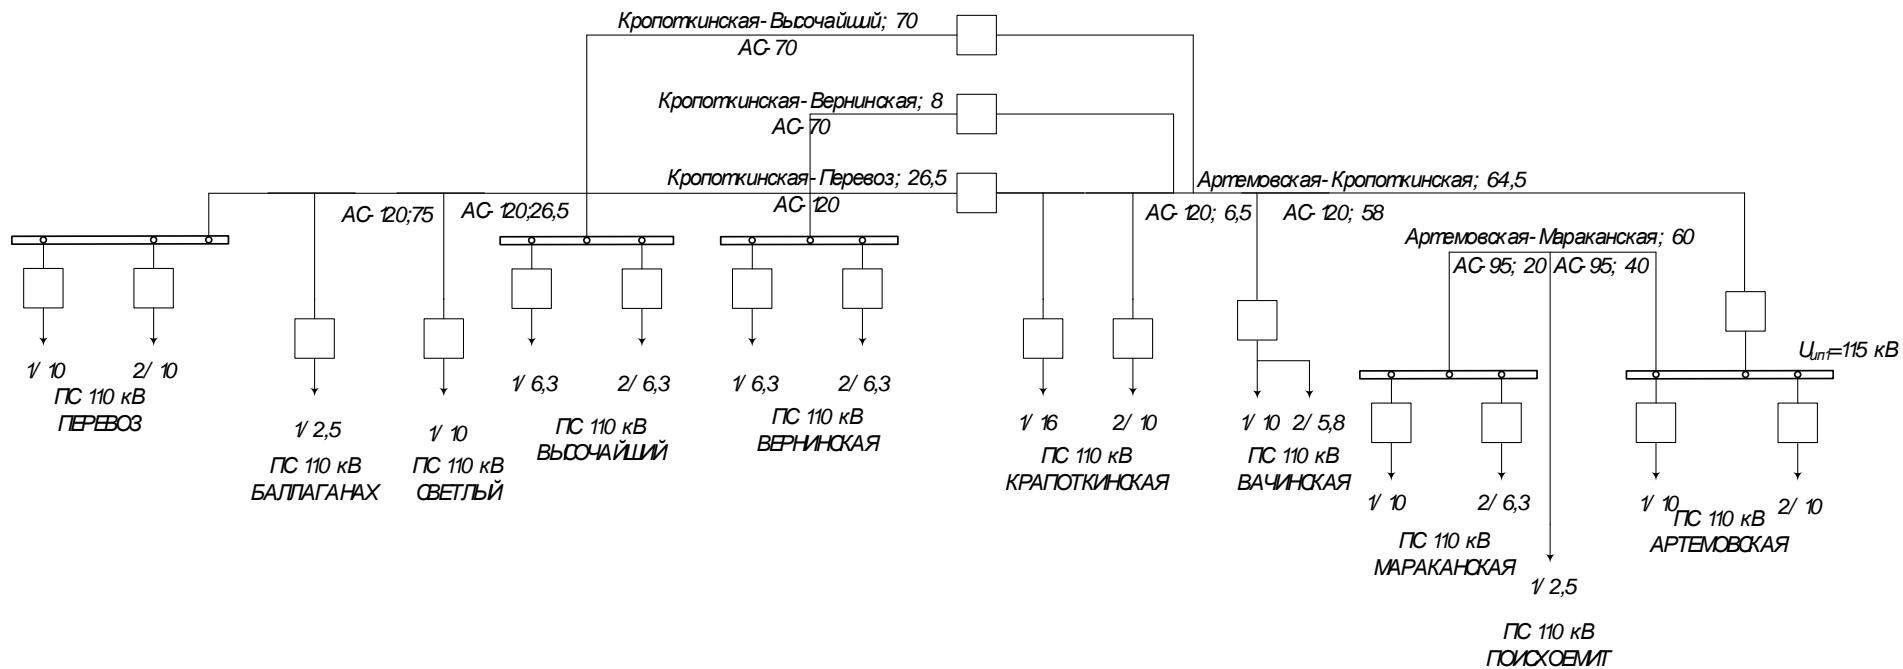 Кропоткинская-Высочайший; 70
АС-70
Кропоткинская-Вернинская; 8
АС-70
Кропоткинская-Перевоз; 26,5
АС-120
АС-120;75
АС-120;26,5
Артемовская-Кропоткинская; 64,5
АС-120; 6,5
АС-120; 58
Артемовская-Мараканская; 60
АС-95; 20
АС-95; 40
Uип1=115 кВ
1/ 10
2/ 10
ПС 110 кВ
ПЕРЕВОЗ
1/ 2,5
ПС 110 кВ
БАЛЛАГАНАХ
1/ 10
ПС 110 кВ
СВЕТЛЫЙ
1/ 6,3
2/ 6,3
ПС 110 кВ
ВЫСОЧАЙШИЙ
1/ 6,3
2/ 6,3
ПС 110 кВ
ВЕРНИНСКАЯ
1/ 16
2/ 10
ПС 110 кВ
КРАПОТКИНСКАЯ
1/ 10
2/ 5,8
ПС 110 кВ
ВАЧИНСКАЯ
1/ 10
2/ 6,3
ПС 110 кВ
МАРАКАНСКАЯ
1/ 2,5
ПС 110 кВ
ПОИСХОЕМИТ
1/ 10
2/ 10
ПС 110 кВ
АРТЕМОВСКАЯ